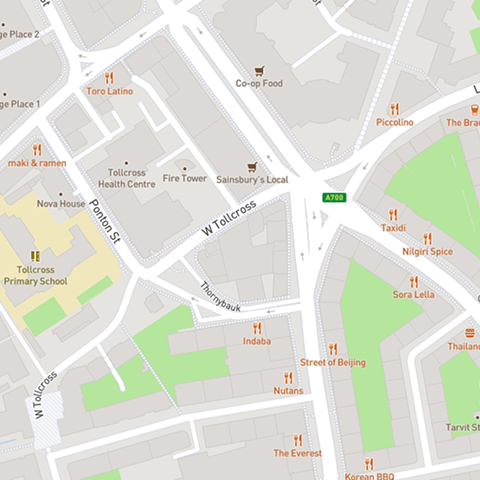 ge Place 2
Toro Latino
Co-op Food
ge Place 1
Piccolino
The Brau
maki & ramen
Tollcross
Health Centre
Fire Tower
Sainsbury's Local
Nova House
A700
Ponton St
W Tollcross
Taxidi
Nilgiri Spice
Tollcross
Primary School
Sora Lella
Thornybauk
Indaba
Thailand
Street of Beijing
Nutans
W Tollcross
Tarvit St
The Everest
Korean BBQ